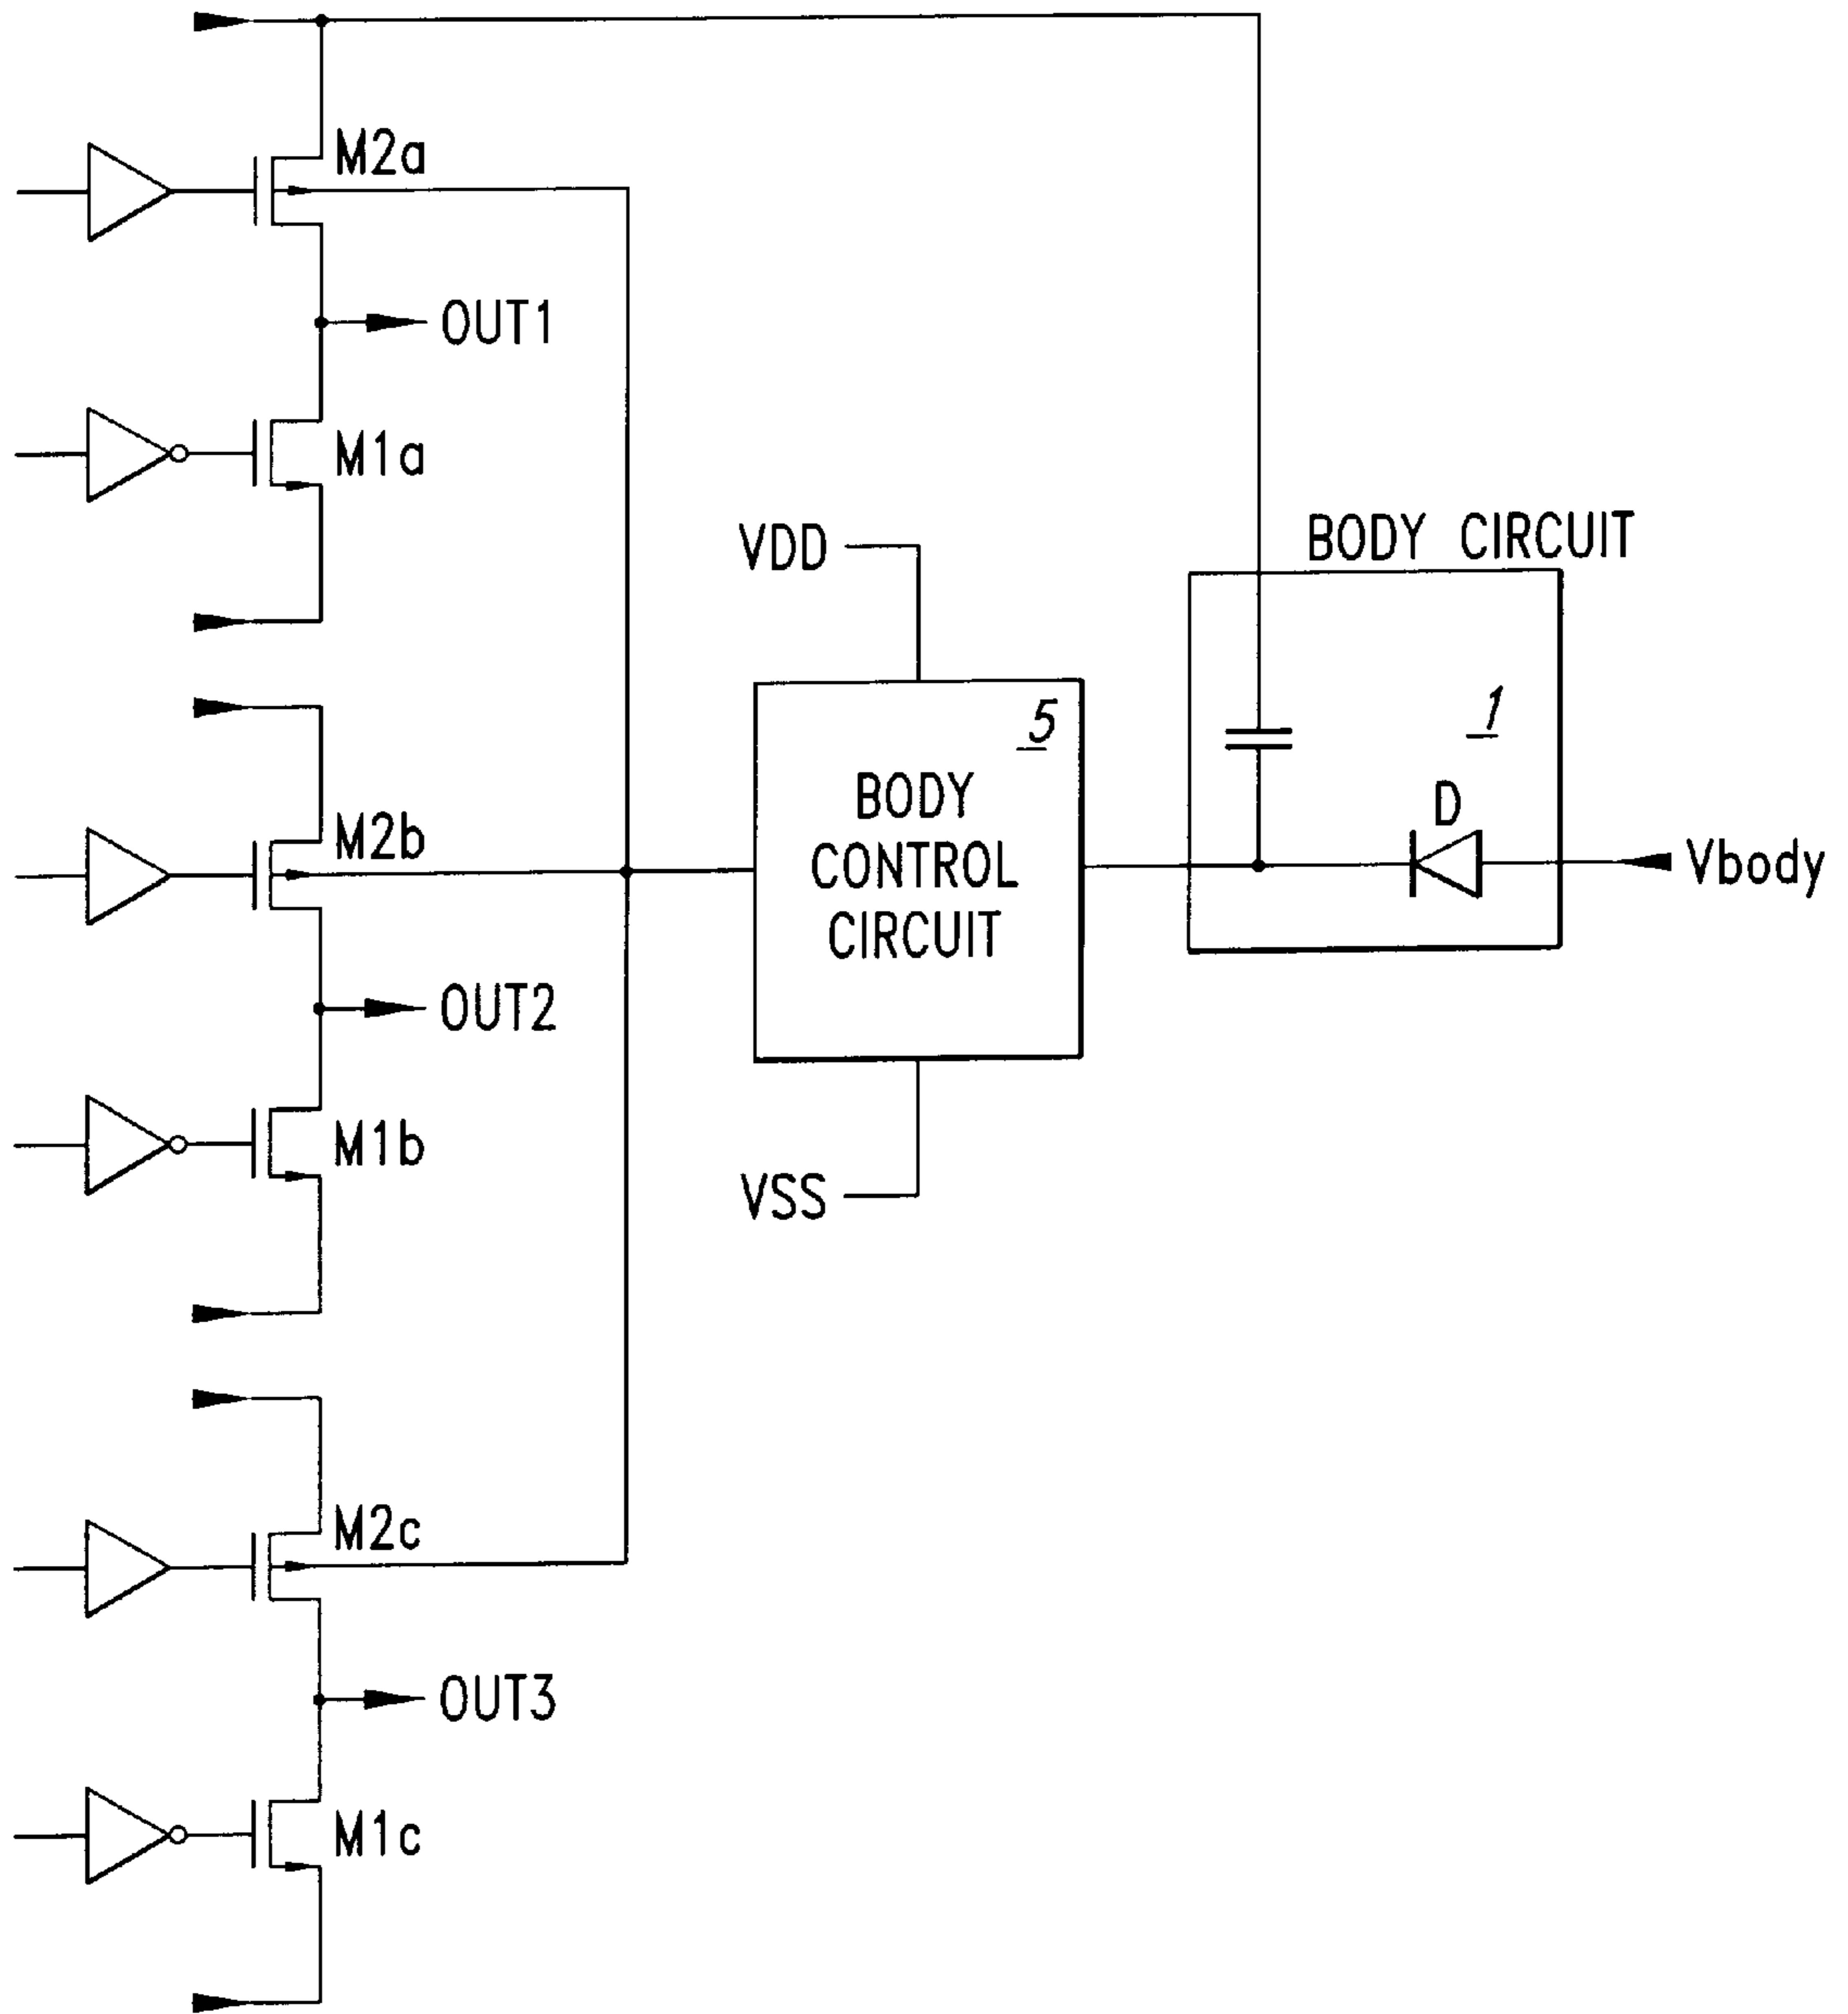 M2a
OUT1
M1a
VDD
BODY CIRCUIT
5
1
BODY
CONTROL
CIRCUIT
D
Vbody
M2b
OUT2
M1b
VSS
M2c
OUT3
M1c